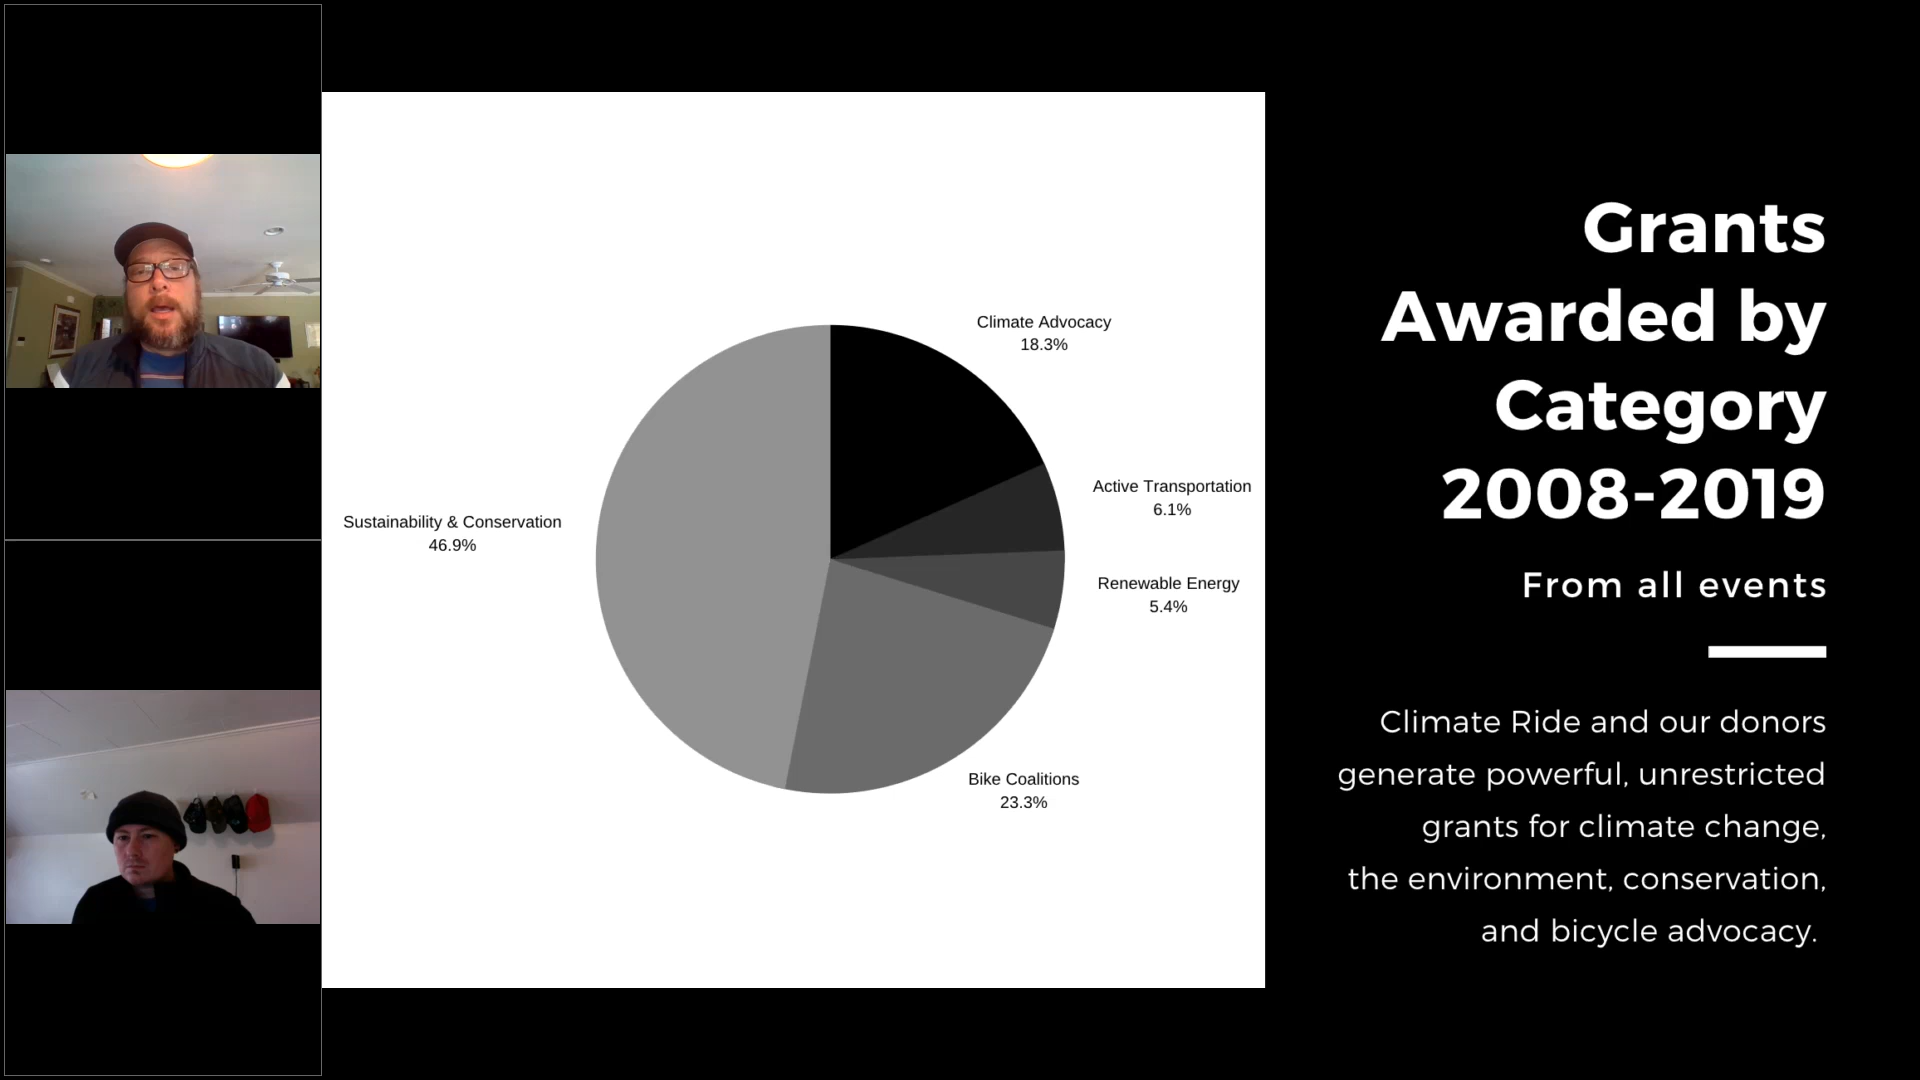 Climate Advocacy
18.3%
Active Transportation
6.1%
Renewable Energy
5.4%
Sustainability & Conservation
46.9%
Bike Coalitions
23.3%
Grants
Awarded by
Category
2008-2019
From all events
Climate Ride and our donors
generate powerful, unrestricted
grants for climate change,
the environment, conservation,
and bicycle advocacy.